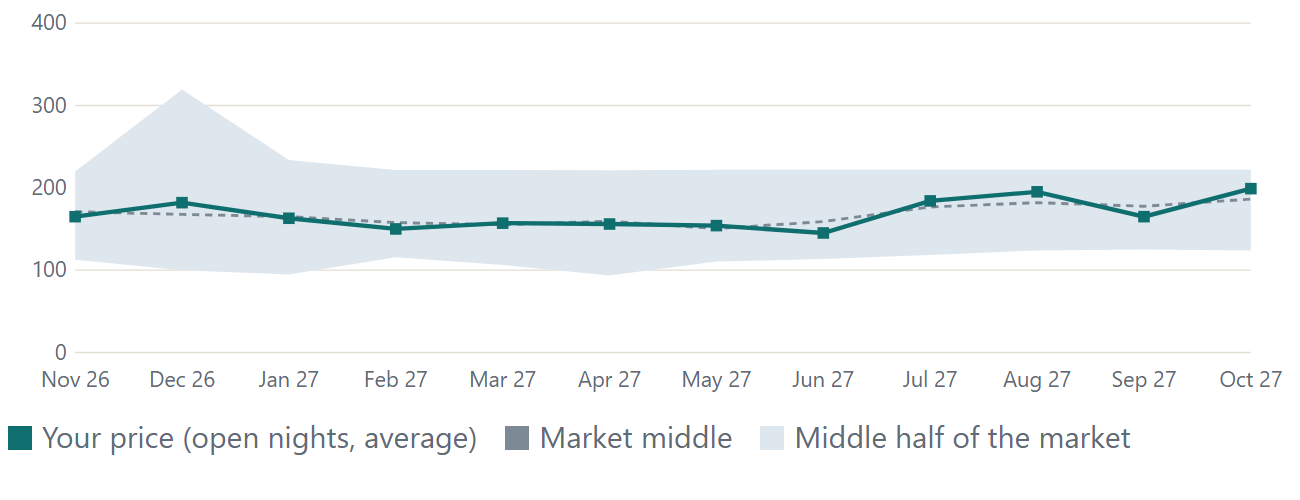 400
300
200
100
0
Nov 26 Dec 26 Jan 27 Feb 27 Mar 27 Apr 27 May 27 Jun 27 Jul 27 Aug 27 Sep 27 Oct 27
Your price (open nights, average) Market middle Middle half of the market